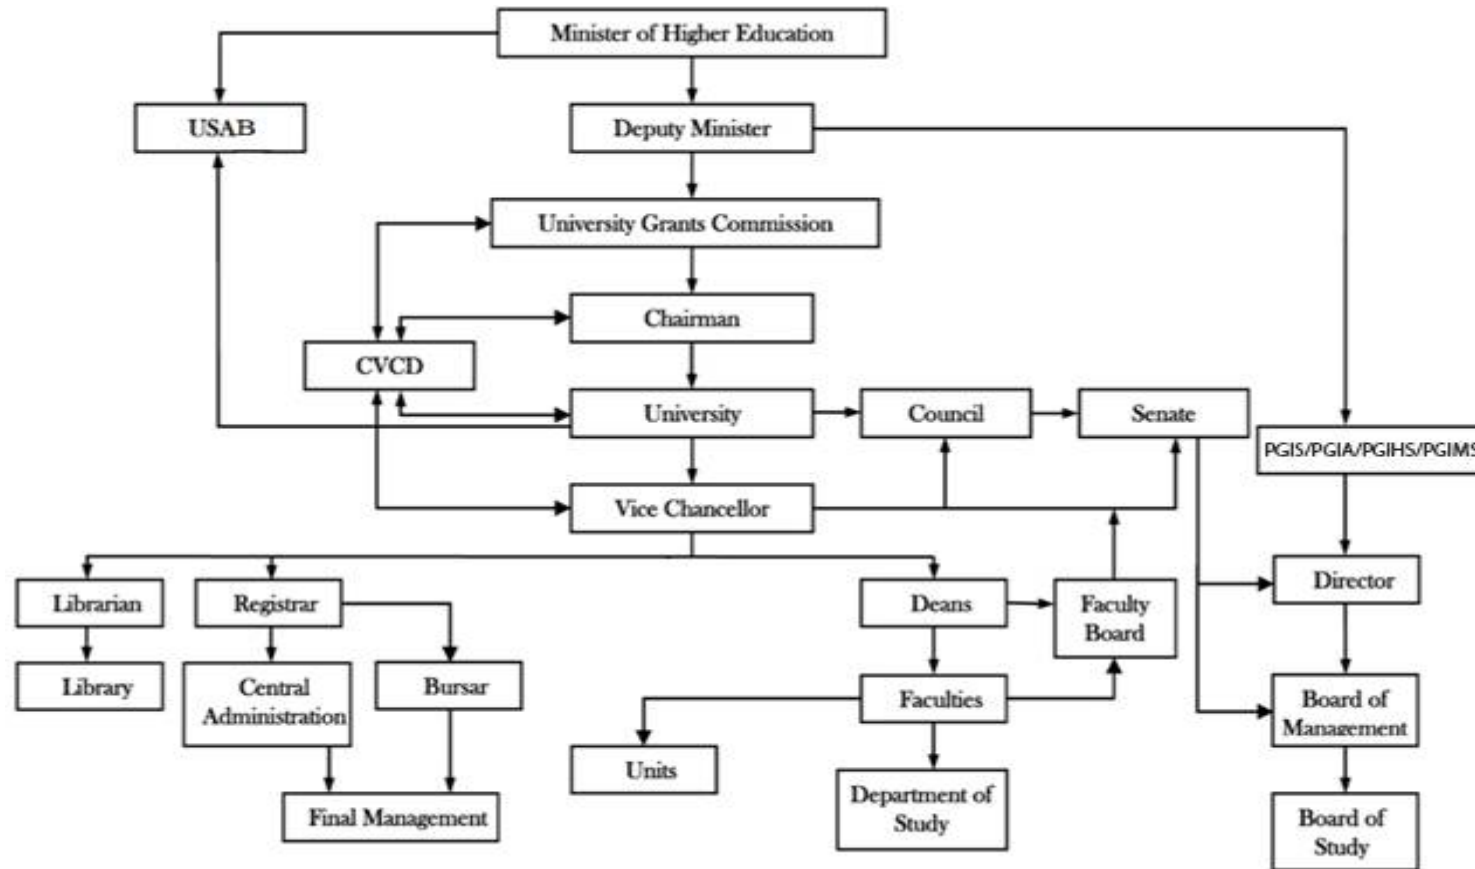 Minister of Higher Education
USAB
Deputy Minister
University Grants Commission
Chairman
CVCD
University
Council
Senate
PGIS/PGIA/PGIHS/PGIMS
Vice Chancellor
Librarian
Registrar
Deans
Faculty
Board
Director
Library
Central
Administration
Bursar
Faculties
Board of
Management
Units
Department of
Study
Final Management
Board of
Study